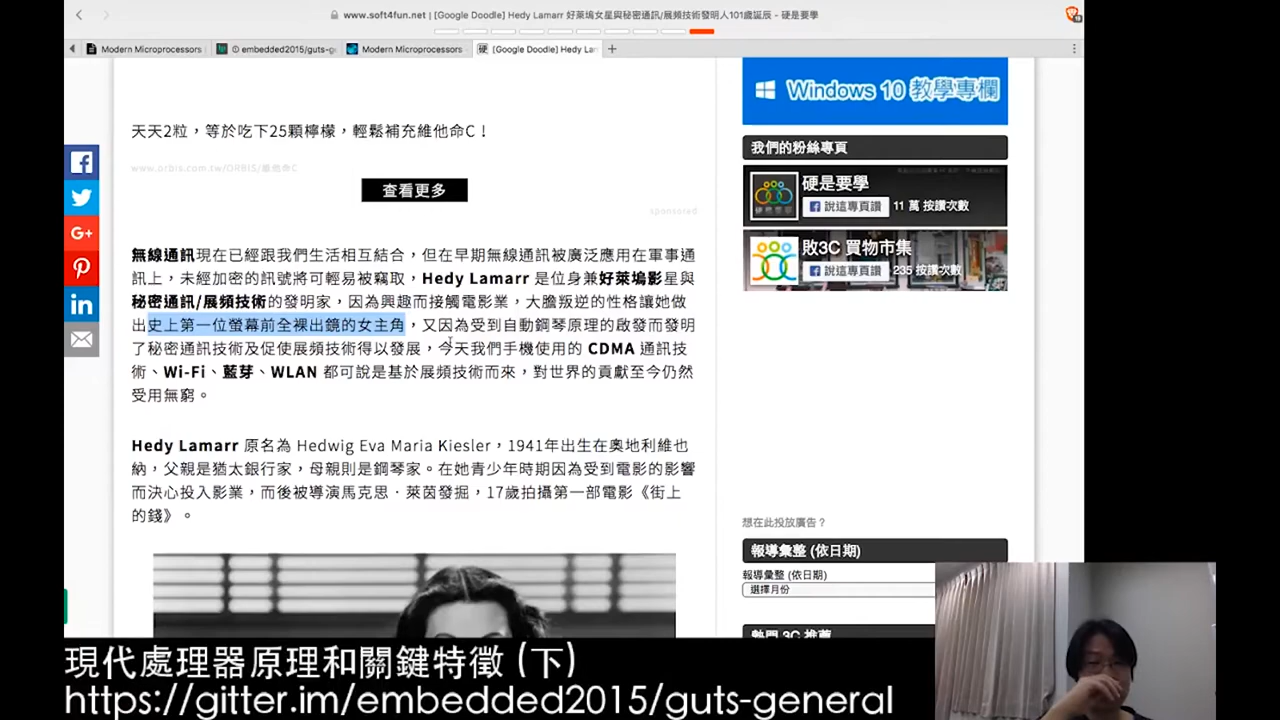 www.soft4fun.net | [Google Doodle] Hedy Lamarr 好萊塢女星與秘密通訊/展頻技術發明人101歲誕辰 - 硬是要學
Modern Microprocessors
embedded2015/guts-g
Modern Microprocessors
[Google Doodle] Hedy La
天天2粒，等於吃下25顆檸檬，輕鬆補充維他命C！
www.orbis.com.tw/ORBIS/維他命C
查看更多
sponsored
無線通訊現在已經跟我們生活相互結合，但在早期無線通訊被廣泛應用在軍事通
訊上，未經加密的訊號將可輕易被竊取，Hedy Lamarr 是位身兼好萊塢影星與
秘密通訊/展頻技術的發明家，因為興趣而接觸電影業，大膽叛逆的性格讓她做
出史上第一位螢幕前全裸出鏡的女主角，又因為受到自動鋼琴原理的啟發而發明
了秘密通訊技術及促使展頻技術得以發展，今天我們手機使用的 CDMA 通訊技
術、Wi-Fi、藍芽、WLAN 都可說是基於展頻技術而來，對世界的貢獻至今仍然
受用無窮。
Hedy Lamarr 原名為 Hedwig Eva Maria Kiesler，1941年出生在奧地利維也
納，父親是猶太銀行家，母親則是鋼琴家。在她青少年時期因為受到電影的影響
而決心投入影業，而後被導演馬克思．萊茵發掘，17歲拍攝第一部電影《街上
的錢》。
Windows 10 教學專欄
我們的粉絲專頁
硬是要學
說這專頁讚 11 萬 按讚次數
敗3C 買物市集
說這專頁讚 235 按讚次數
想在此投放廣告？
報導彙整 (依日期)
報導彙整 (依日期)
選擇月份
熱門 3C 推薦
現代處理器原理和關鍵特徵 (下)
https://gitter.im/embedded2015/guts-general